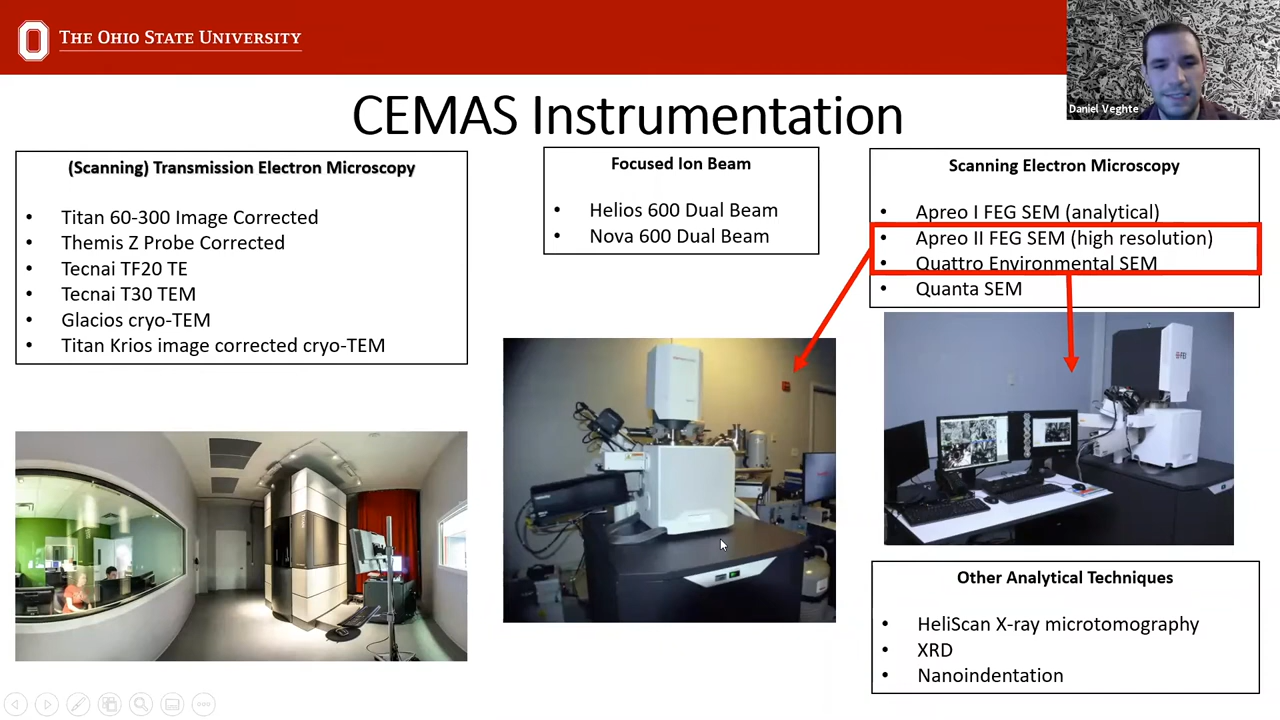 THE OHIO STATE UNIVERSITY
Daniel Veghte
CEMAS Instrumentation
(Scanning) Transmission Electron Microscopy
• Titan 60-300 Image Corrected
• Themis Z Probe Corrected
• Tecnai TF20 TE
• Tecnai T30 TEM
• Glacios cryo-TEM
• Titan Krios image corrected cryo-TEM
Focused Ion Beam
• Helios 600 Dual Beam
• Nova 600 Dual Beam
Scanning Electron Microscopy
• Apreo I FEG SEM (analytical)
• Apreo II FEG SEM (high resolution)
• Quattro Environmental SEM
• Quanta SEM
FEI
Other Analytical Techniques
• HeliScan X-ray microtomography
• XRD
• Nanoindentation